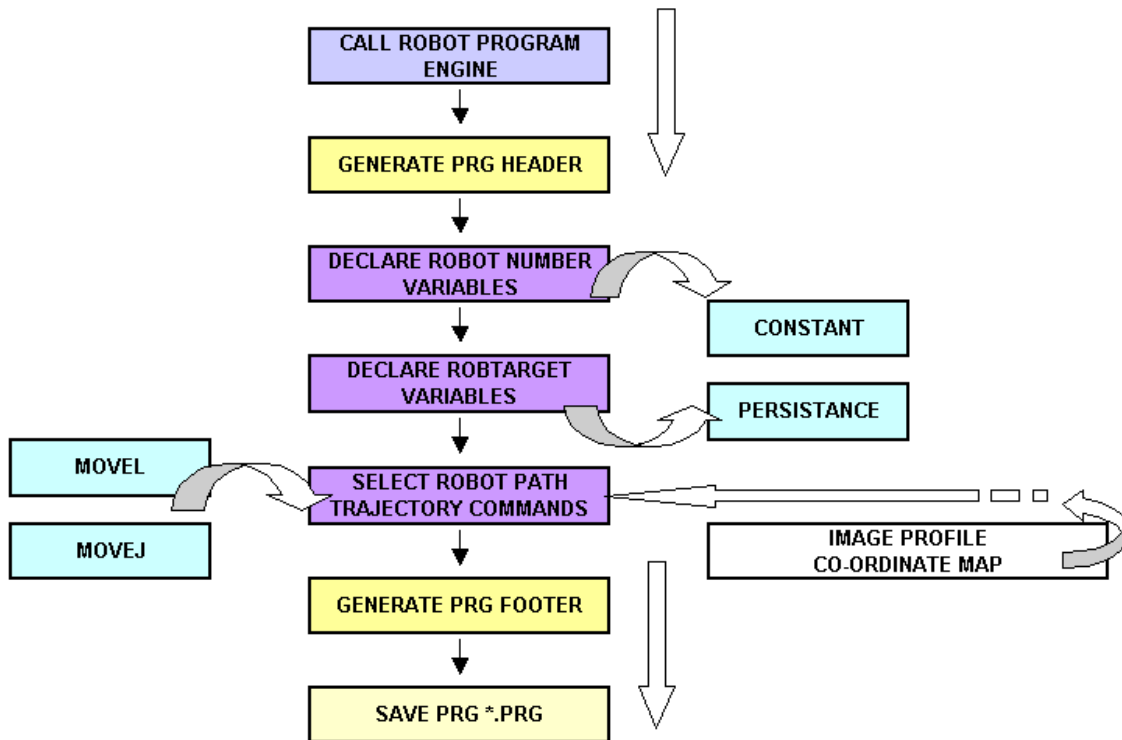 CALL ROBOT PROGRAM
ENGINE
GENERATE PRG HEADER
DECLARE ROBOT NUMBER
VARIABLES
CONSTANT
DECLARE ROBTARGET
VARIABLES
PERSISTANCE
MOVEL
SELECT ROBOT PATH
TRAJECTORY COMMANDS
MOVEJ
IMAGE PROFILE
CO-ORDINATE MAP
GENERATE PRG FOOTER
SAVE PRG *.PRG